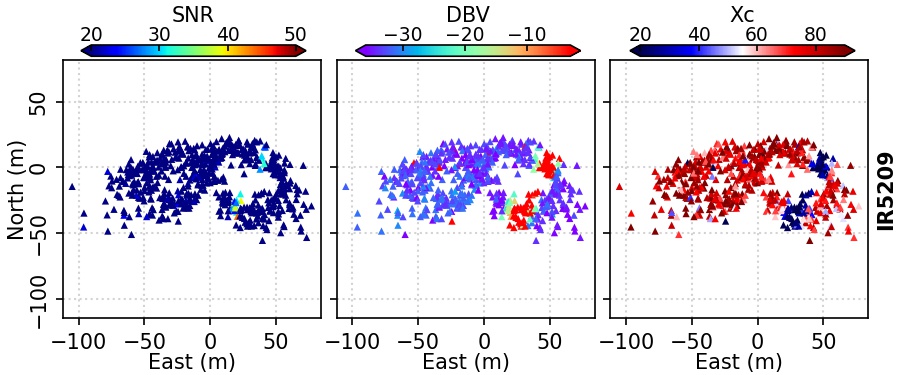 SNR DBV Xc
20 30 40 50 −30 −20 −10 20 40 60 80
50
0
−50
−100
North (m)
−100 −50 0 50 −100 −50 0 50 −100 −50 0 50
East (m) East (m) East (m)
IR5209